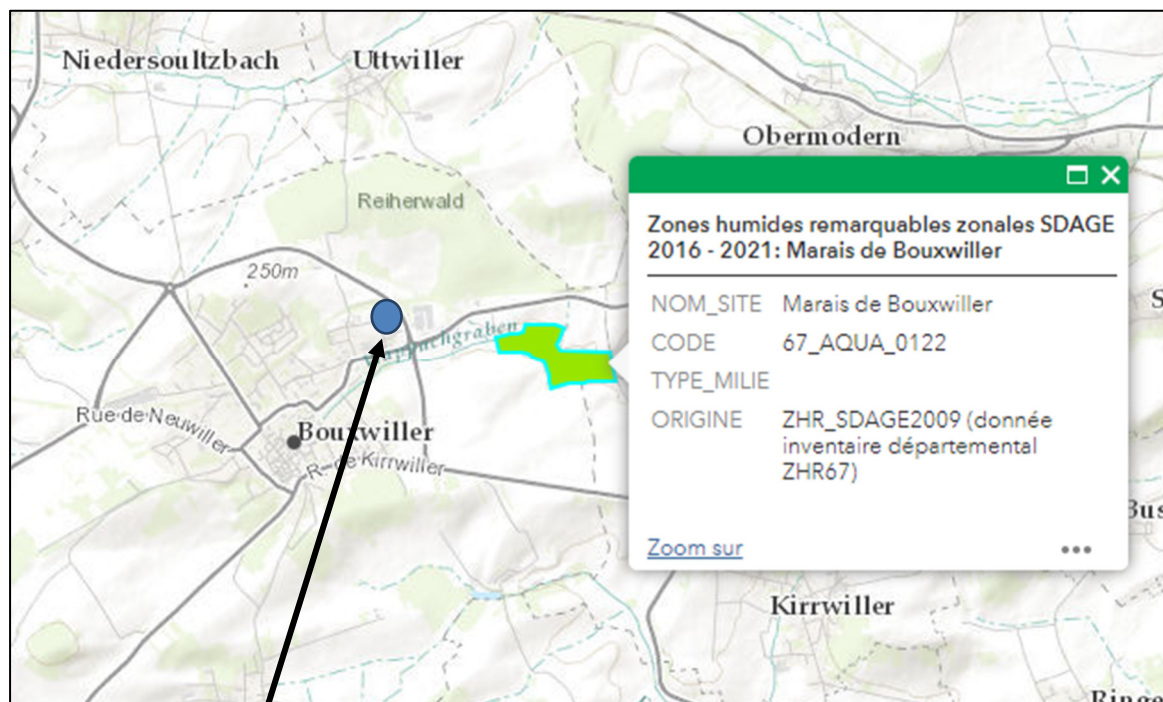 Niedersoultzbach
Uttwiller
Obermodern
Reiherwald
250m
Zones humides remarquables zonales SDAGE
2016 - 2021: Marais de Bouxwiller
NOM_SITE Marais de Bouxwiller
CODE 67_AQUA_0122
TYPE_MILIE
ORIGINE ZHR_SDAGE2009 (donnée
inventaire départemental
ZHR67)
Zoom sur
Rue de Neuwiller
Bouxwiller
R. de Kirrwiller
Kirrwiller